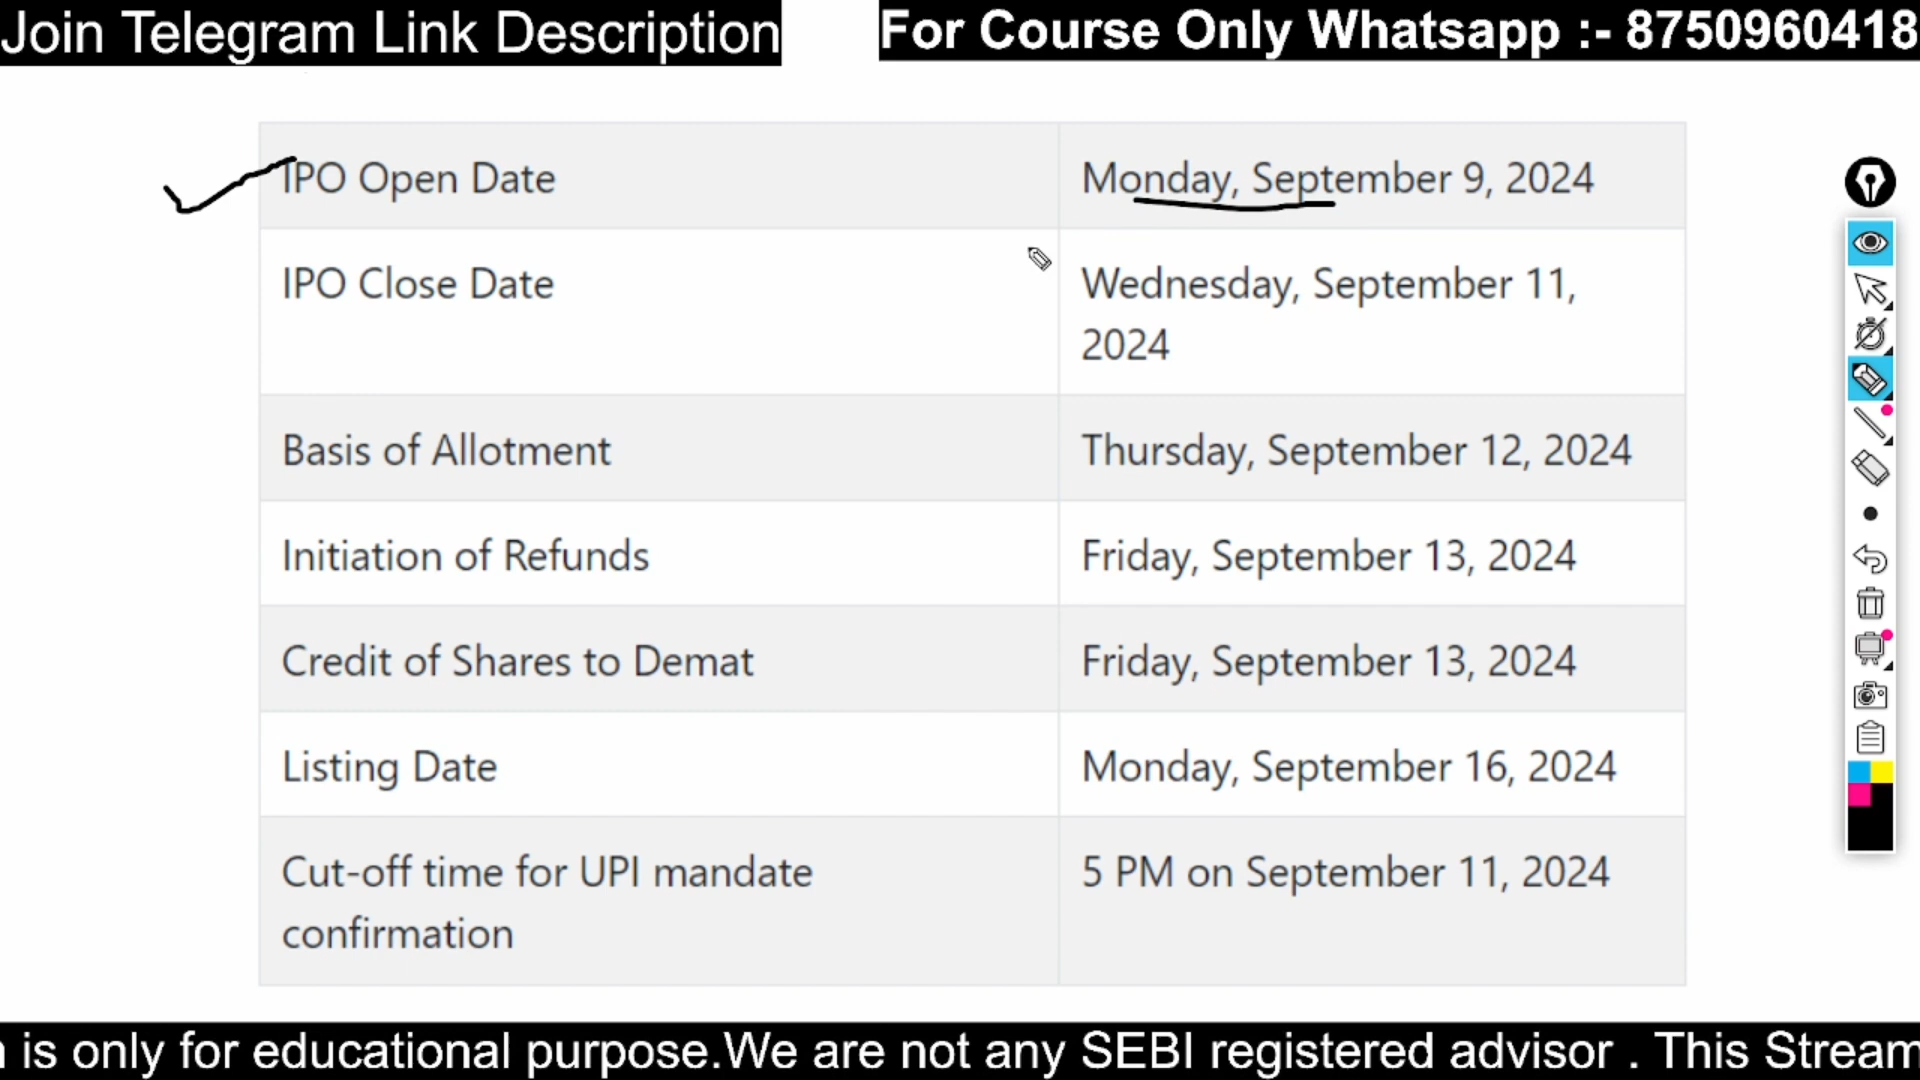 Join Telegram Link Description
For Course Only Whatsapp :- 8750960418
IPO Open Date
Monday, September 9, 2024
IPO Close Date
Wednesday, September 11,
2024
Basis of Allotment
Thursday, September 12, 2024
Initiation of Refunds
Friday, September 13, 2024
Credit of Shares to Demat
Friday, September 13, 2024
Listing Date
Monday, September 16, 2024
Cut-off time for UPI mandate
confirmation
5 PM on September 11, 2024
is only for educational purpose.We are not any SEBI registered advisor . This Stream